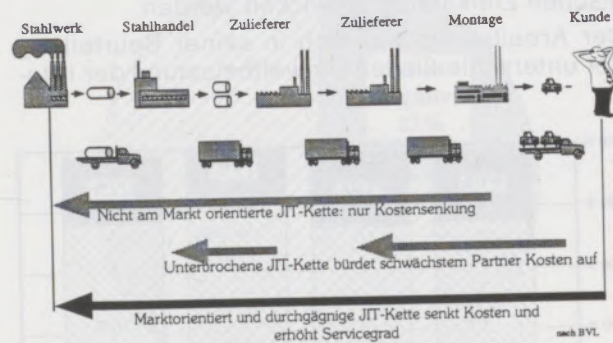 Stahlwerk Stahlhandel Zulieferer Zulieferer Montage Kunde
Nicht am Markt orientierte JIT-Kette: nur Kostensenkung
Unterbrochene JIT-Kette bürdet schwächstem Partner Kosten auf
Marktorientiert und durchgägnige JIT-Kette senkt Kosten und
erhöht Servicegrad
nach BVL